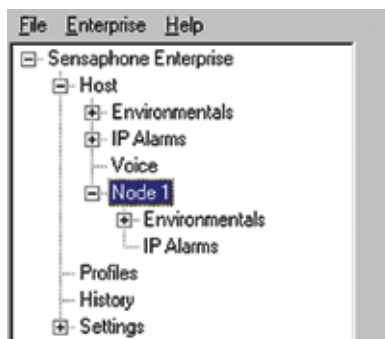 File Enterprise Help
Sensaphone Enterprise
Host
Environmentals
IP Alarms
Voice
Node 1
Environmentals
IP Alarms
Profiles
History
Settings